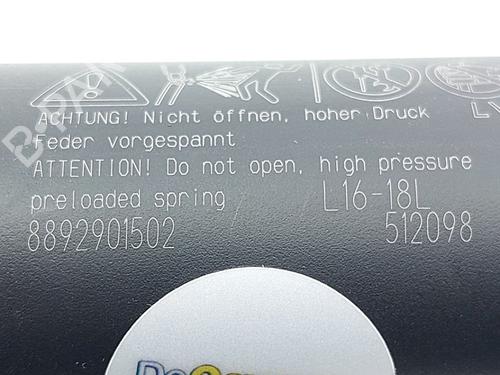 ACHTUNG! Nicht öffnen, hoher Druck
Feder vorgespannt
ATTENTION! Do not open, high pressure
preloaded spring
L16-18L
8892901502
512098